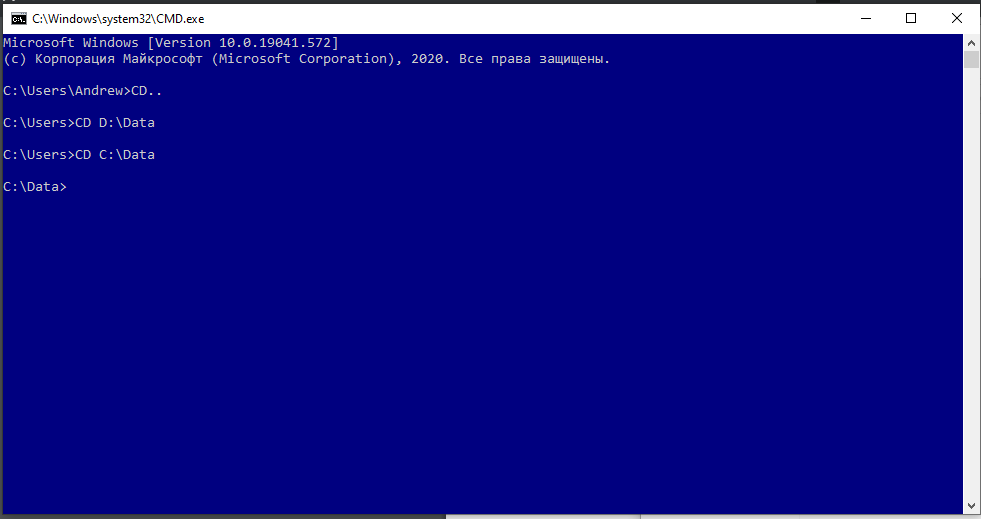 C:\Windows\system32\CMD.exe
Microsoft Windows [Version 10.0.19041.572]
(c) Корпорация Майкрософт (Microsoft Corporation), 2020. Все права защищены.
C:\Users\Andrew>CD..
C:\Users>CD D:\Data
C:\Users>CD C:\Data
C:\Data>